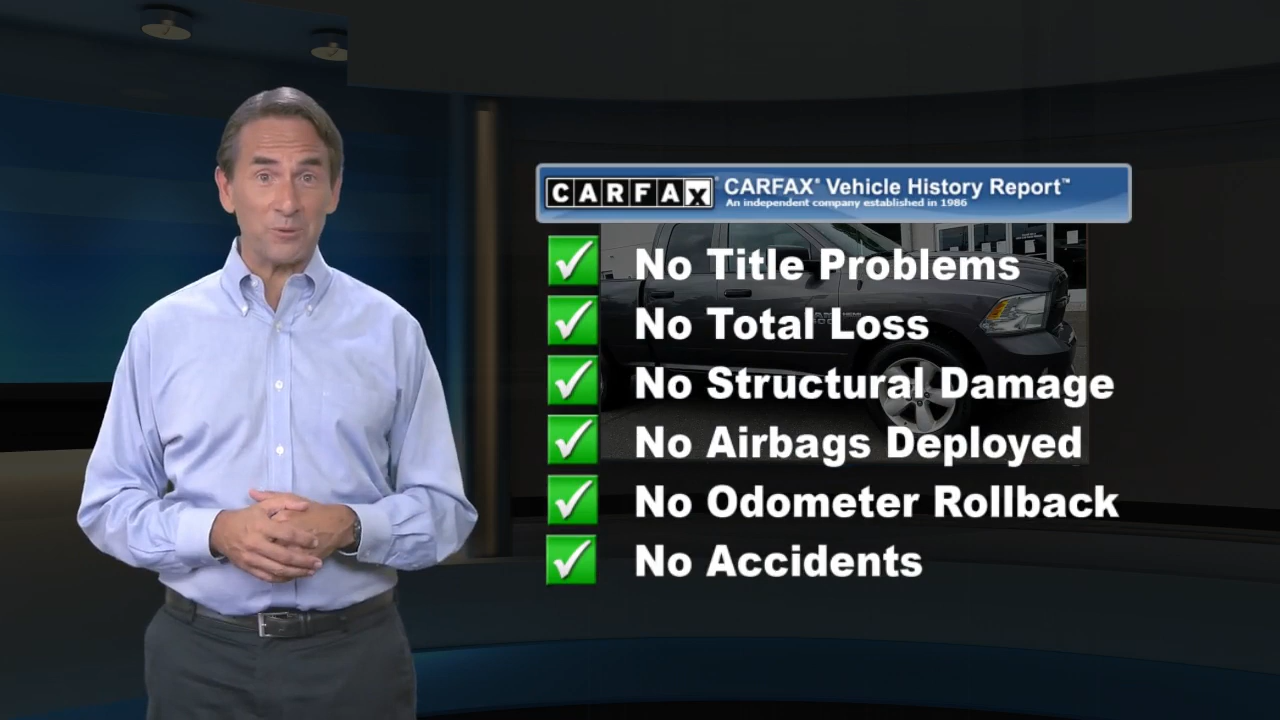 CARFAX
CARFAX® Vehicle History Report™
An independent company established in 1986
No Title Problems
No Total Loss
No Structural Damage
No Airbags Deployed
No Odometer Rollback
No Accidents